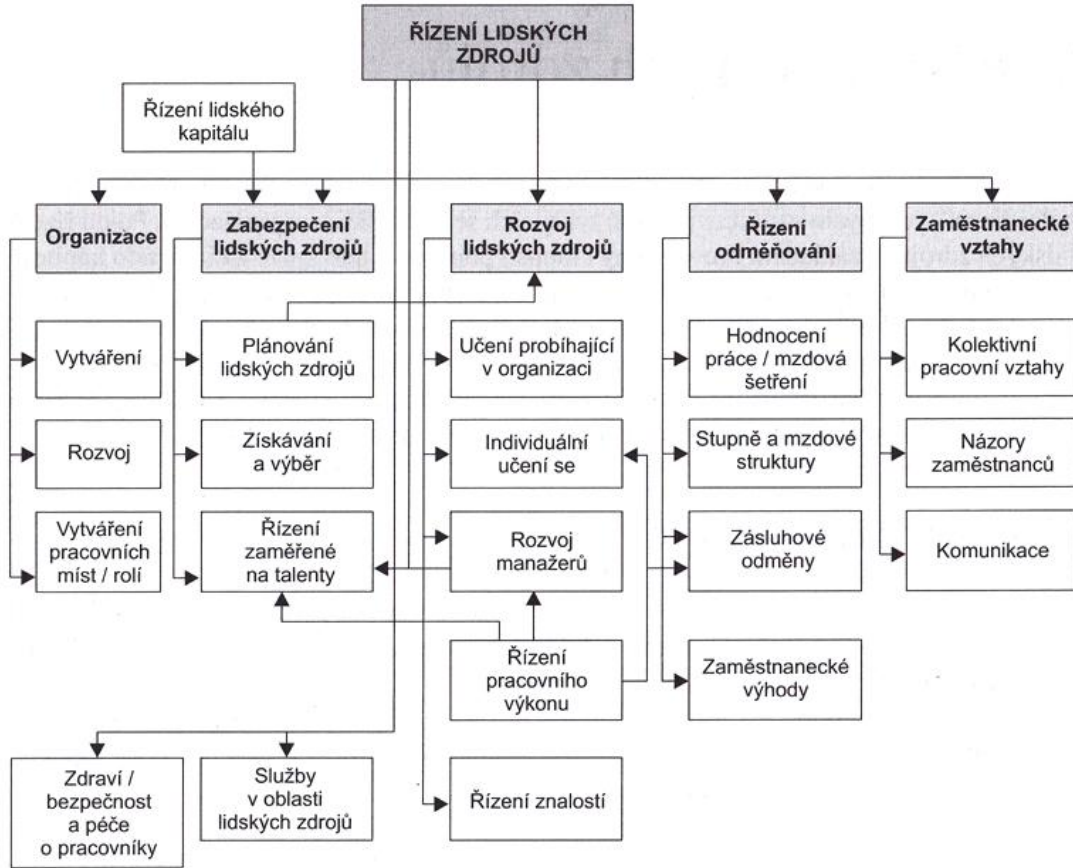 ŘÍZENÍ LIDSKÝCH
ZDROJŮ
Řízení lidského
kapitálu
Organizace
Zabezpečení
lidských zdrojů
Rozvoj
lidských zdrojů
Řízení
odměňování
Zaměstnanecké
vztahy
Vytváření
Plánování
lidských zdrojů
Učení probíhající
v organizaci
Hodnocení
práce / mzdová
šetření
Kolektivní
pracovní vztahy
Rozvoj
Získávání
a výběr
Individuální
učení se
Stupně a mzdové
struktury
Názory
zaměstnanců
Vytváření
pracovních
míst / rolí
Řízení
zaměřené
na talenty
Rozvoj
manažerů
Zásluhové
odměny
Komunikace
Řízení
pracovního
výkonu
Zaměstnanecké
výhody
Zdraví /
bezpečnost
a péče
o pracovníky
Služby
v oblasti
lidských zdrojů
Řízení znalostí